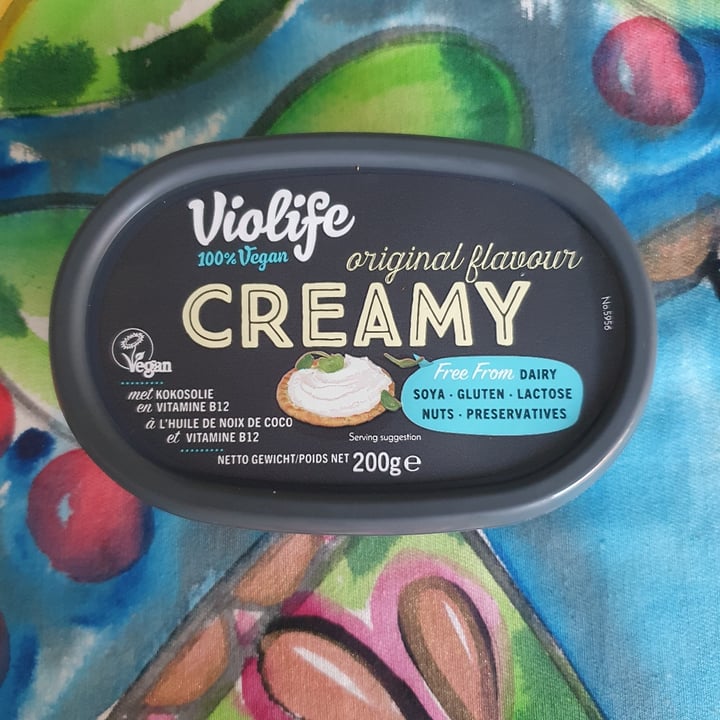 Violife
100% Vegan
original flavour
CREAMY
No 5956
Vegan
Free From DAIRY
SOYA · GLUTEN · LACTOSE
NUTS · PRESERVATIVES
met KOKOSOLIE
en VITAMINE B12
à L'HUILE DE NOIX DE COCO
et VITAMINE B12
Serving suggestion
NETTO GEWICHT/POIDS NET 200g e